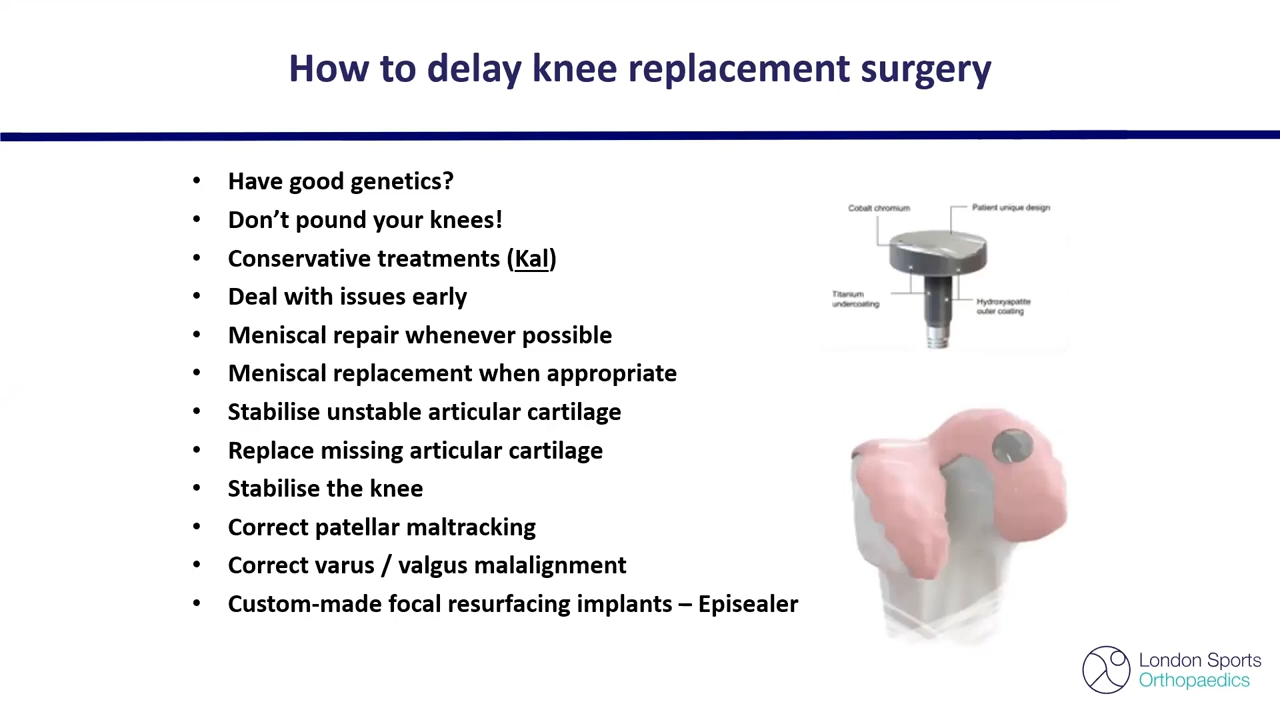 How to delay knee replacement surgery
• Have good genetics?
• Don’t pound your knees!
• Conservative treatments (Kal)
• Deal with issues early
• Meniscal repair whenever possible
• Meniscal replacement when appropriate
• Stabilise unstable articular cartilage
• Replace missing articular cartilage
• Stabilise the knee
• Correct patellar maltracking
• Correct varus / valgus malalignment
• Custom-made focal resurfacing implants – Episealer
Cobalt chromium
Patient unique design
Titanium
undercoating
Hydroxyapatite
outer coating
London Sports
Orthopaedics